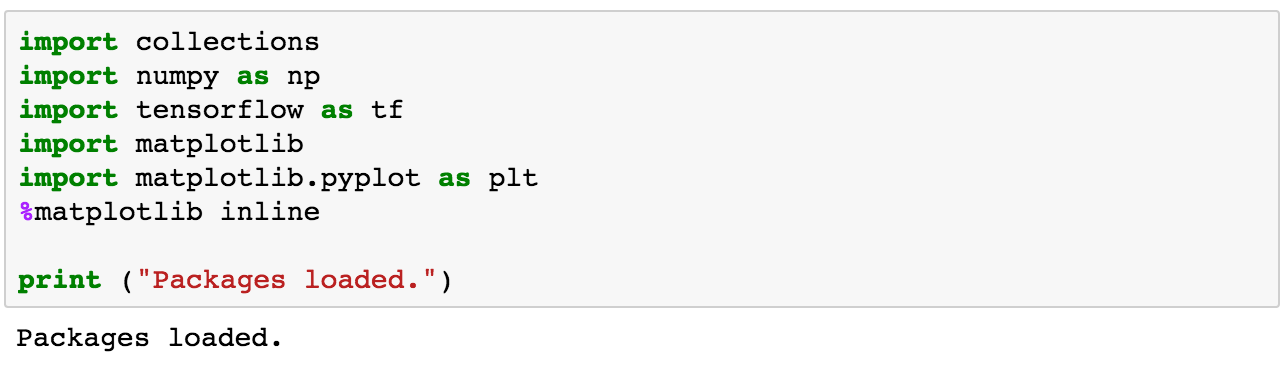 import collections
import numpy as np
import tensorflow as tf
import matplotlib
import matplotlib.pyplot as plt
%matplotlib inline
print ("Packages loaded.")
Packages loaded.